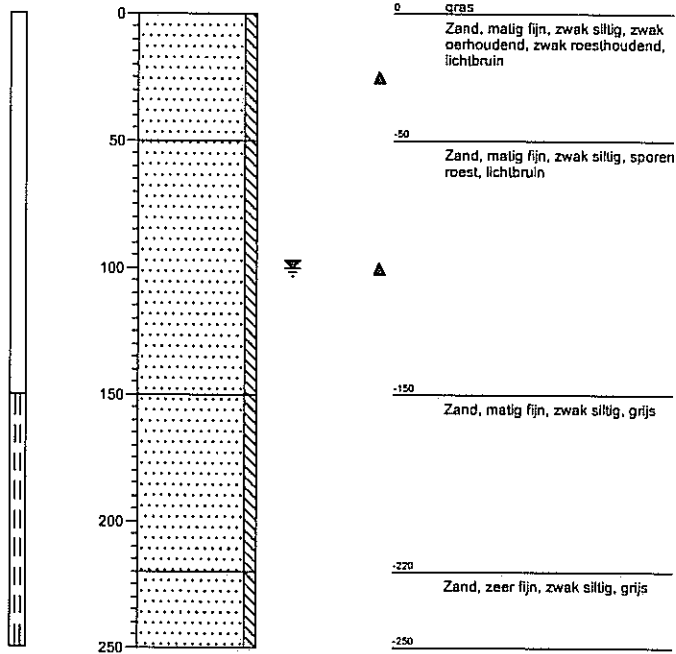 0
50
100
150
200
250
0 gras
Zand, matig fijn, zwak siltig, zwak
oerhoudend, zwak roesthoudend,
lichtbruin
-50
Zand, matig fijn, zwak siltig, sporen
roest, lichtbruin
-150
Zand, matig fijn, zwak siltig, grijs
-220
Zand, zeer fijn, zwak siltig, grijs
-250